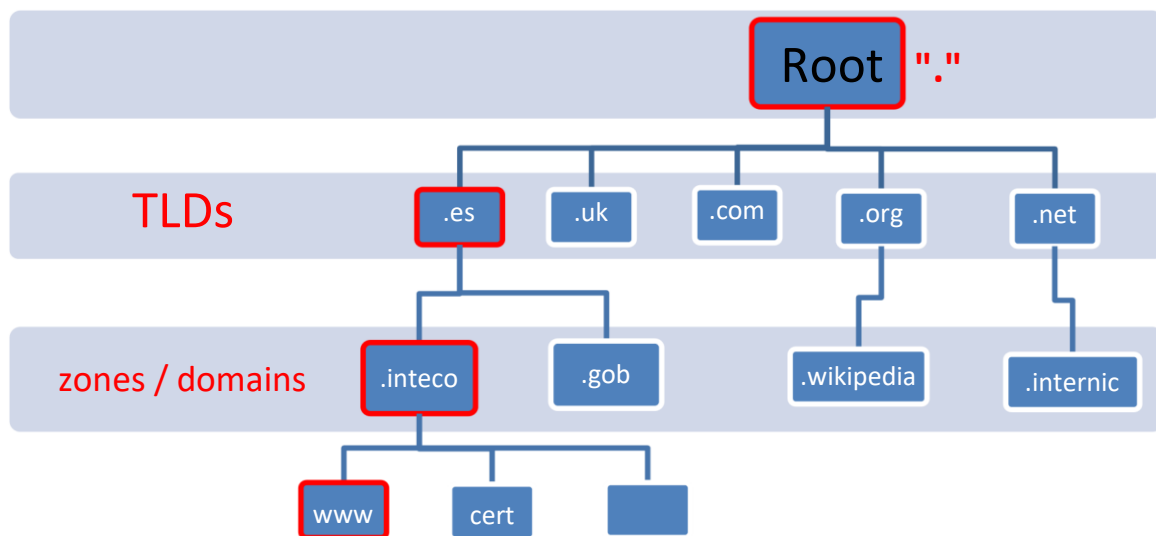 Root "."
TLDs
.es
.uk
.com
.org
.net
zones / domains
.inteco
.gob
.wikipedia
.internic
www
cert